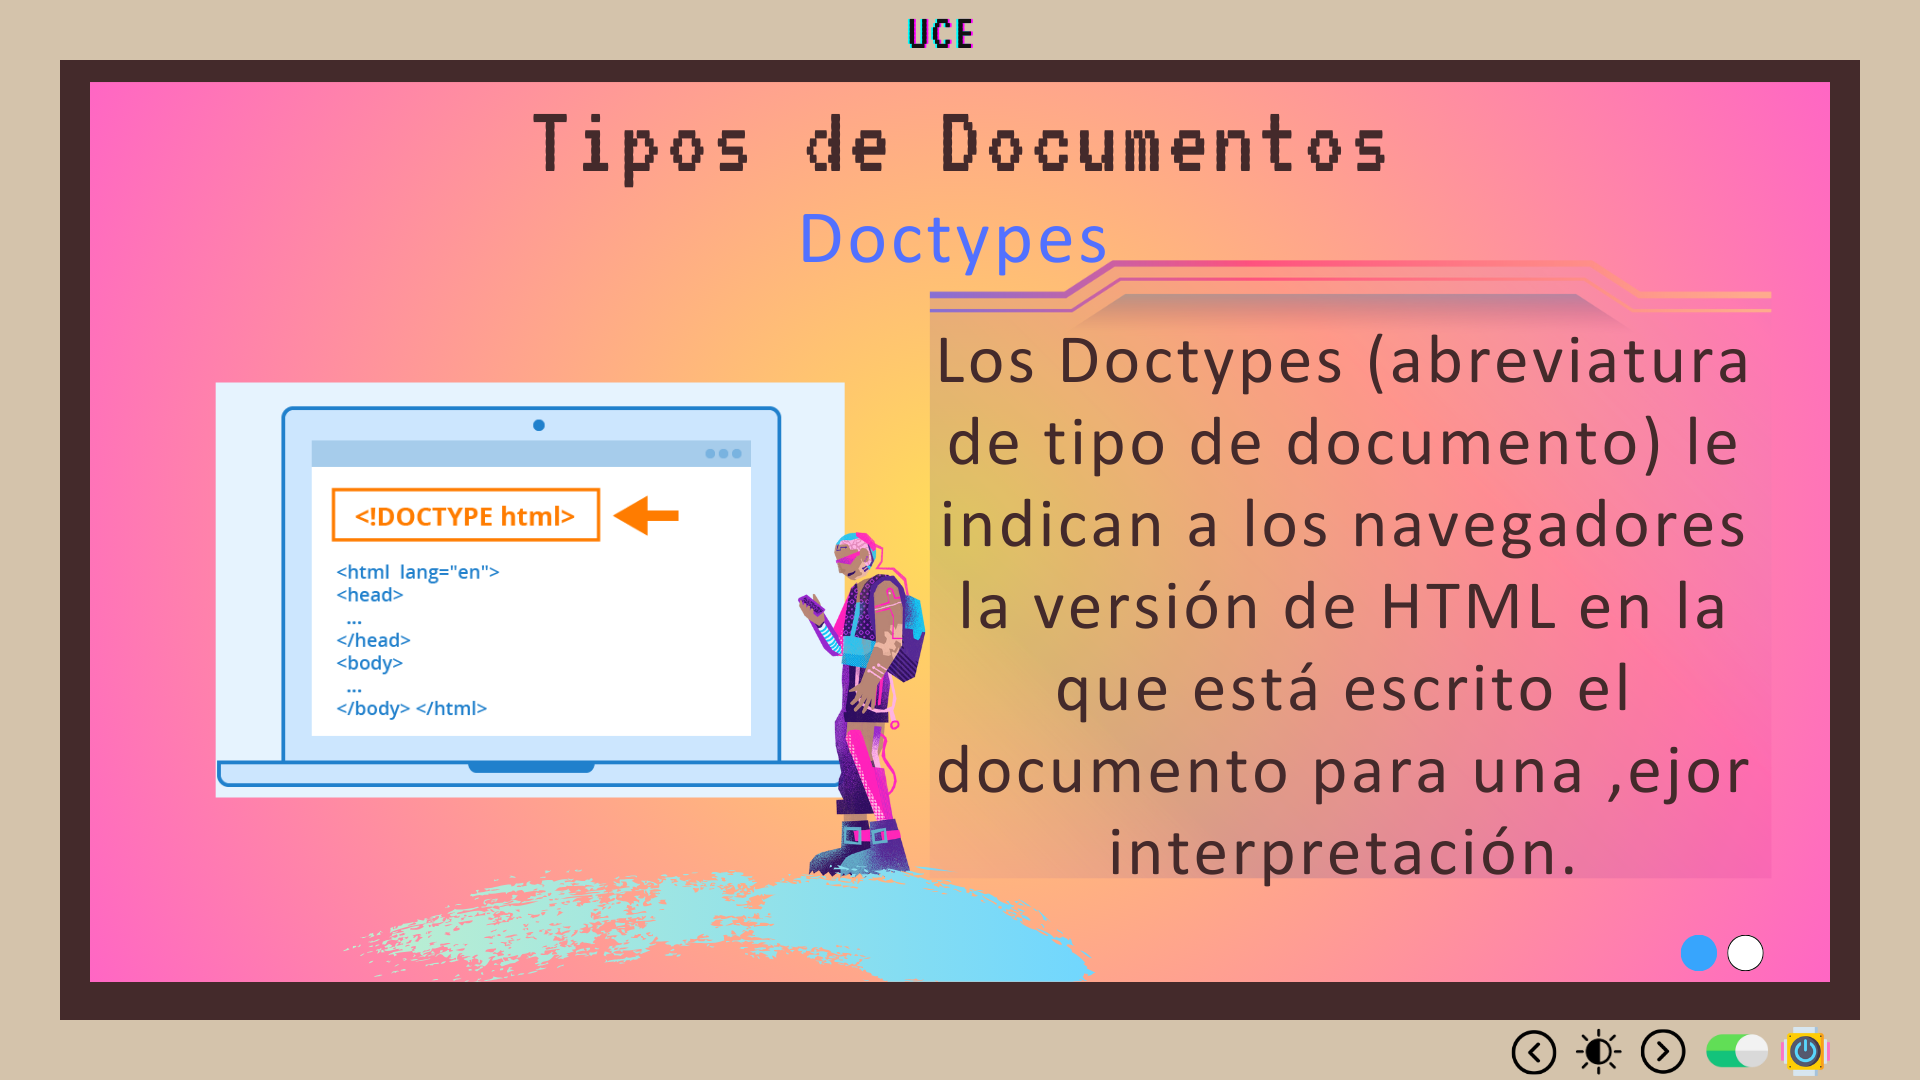 UCE
Tipos de Documentos
Doctypes
<!DOCTYPE html>
<html lang="en">
<head>
...
</head>
<body>
...
</body> </html>
Los Doctypes (abreviatura
de tipo de documento) le
indican a los navegadores
la versión de HTML en la
que está escrito el
documento para una ,ejor
interpretación.